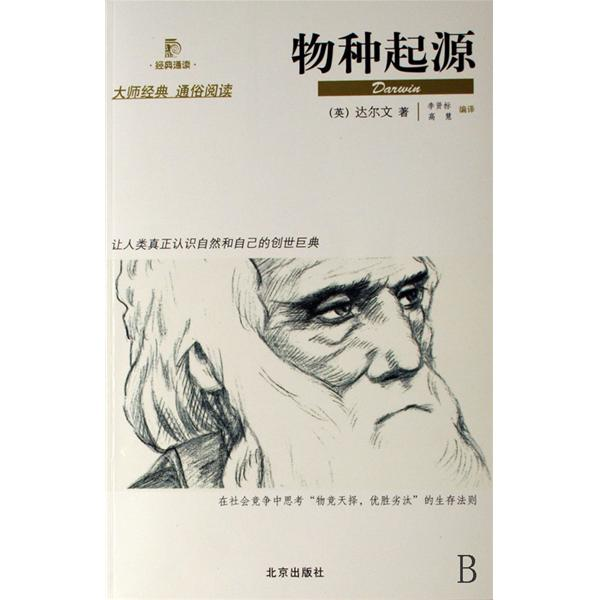 ·经典通读·
大师经典 通俗阅读
物种起源
Darwin
(英) 达尔文 著
李贤标
高 慧
编译
让人类真正认识自然和自己的创世巨典
在社会竞争中思考“物竞天择，优胜劣汰”的生存法则
北京出版社
B